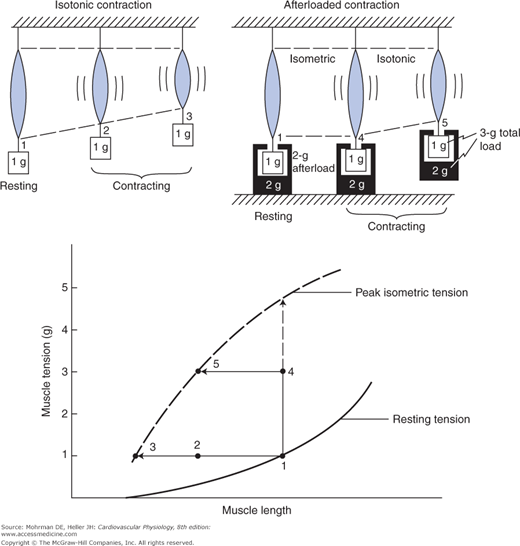 Isotonic contraction
1
2
3
1 g
1 g
1 g
Resting
Contracting
Afterloaded contraction
Isometric
Isotonic
1
4
5
3-g total
load
2-g
afterload
1 g
1 g
1 g
2 g
2 g
2 g
Resting
Contracting
Muscle tension (g)
5
4
3
2
1
Peak isometric tension
5
4
3
2
1
Resting tension
Muscle length
Source: Mohrman DE, Heller JH: Cardiovascular Physiology, 8th edition:
www.accessmedicine.com
Copyright © The McGraw-Hill Companies, Inc. All rights reserved.